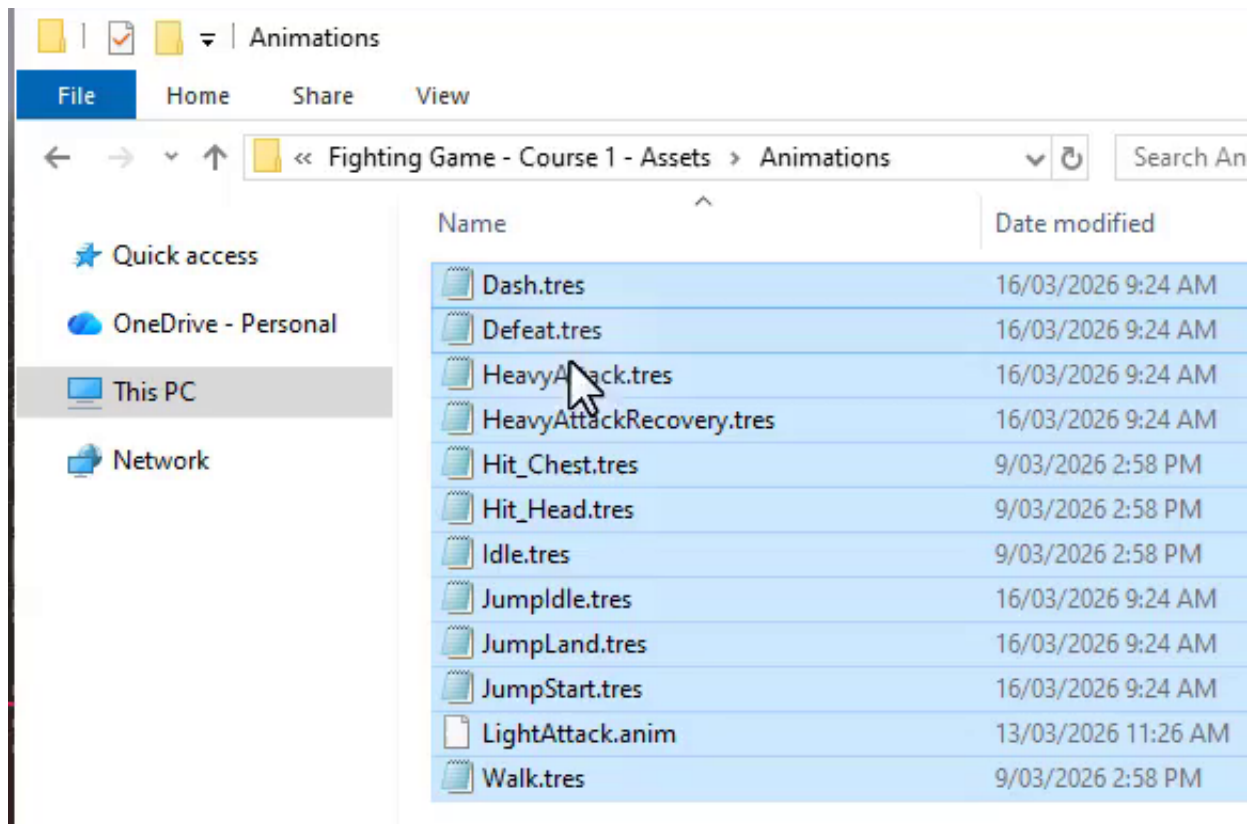 Animations
File Home Share View
« Fighting Game - Course 1 - Assets > Animations Search An
Name Date modified
Quick access
OneDrive - Personal
This PC
Network
Dash.tres 16/03/2026 9:24 AM
Defeat.tres 16/03/2026 9:24 AM
HeavyAttack.tres 16/03/2026 9:24 AM
HeavyAttackRecovery.tres 16/03/2026 9:24 AM
Hit_Chest.tres 9/03/2026 2:58 PM
Hit_Head.tres 9/03/2026 2:58 PM
Idle.tres 9/03/2026 2:58 PM
JumpIdle.tres 16/03/2026 9:24 AM
JumpLand.tres 16/03/2026 9:24 AM
JumpStart.tres 16/03/2026 9:24 AM
LightAttack.anim 13/03/2026 11:26 AM
Walk.tres 9/03/2026 2:58 PM